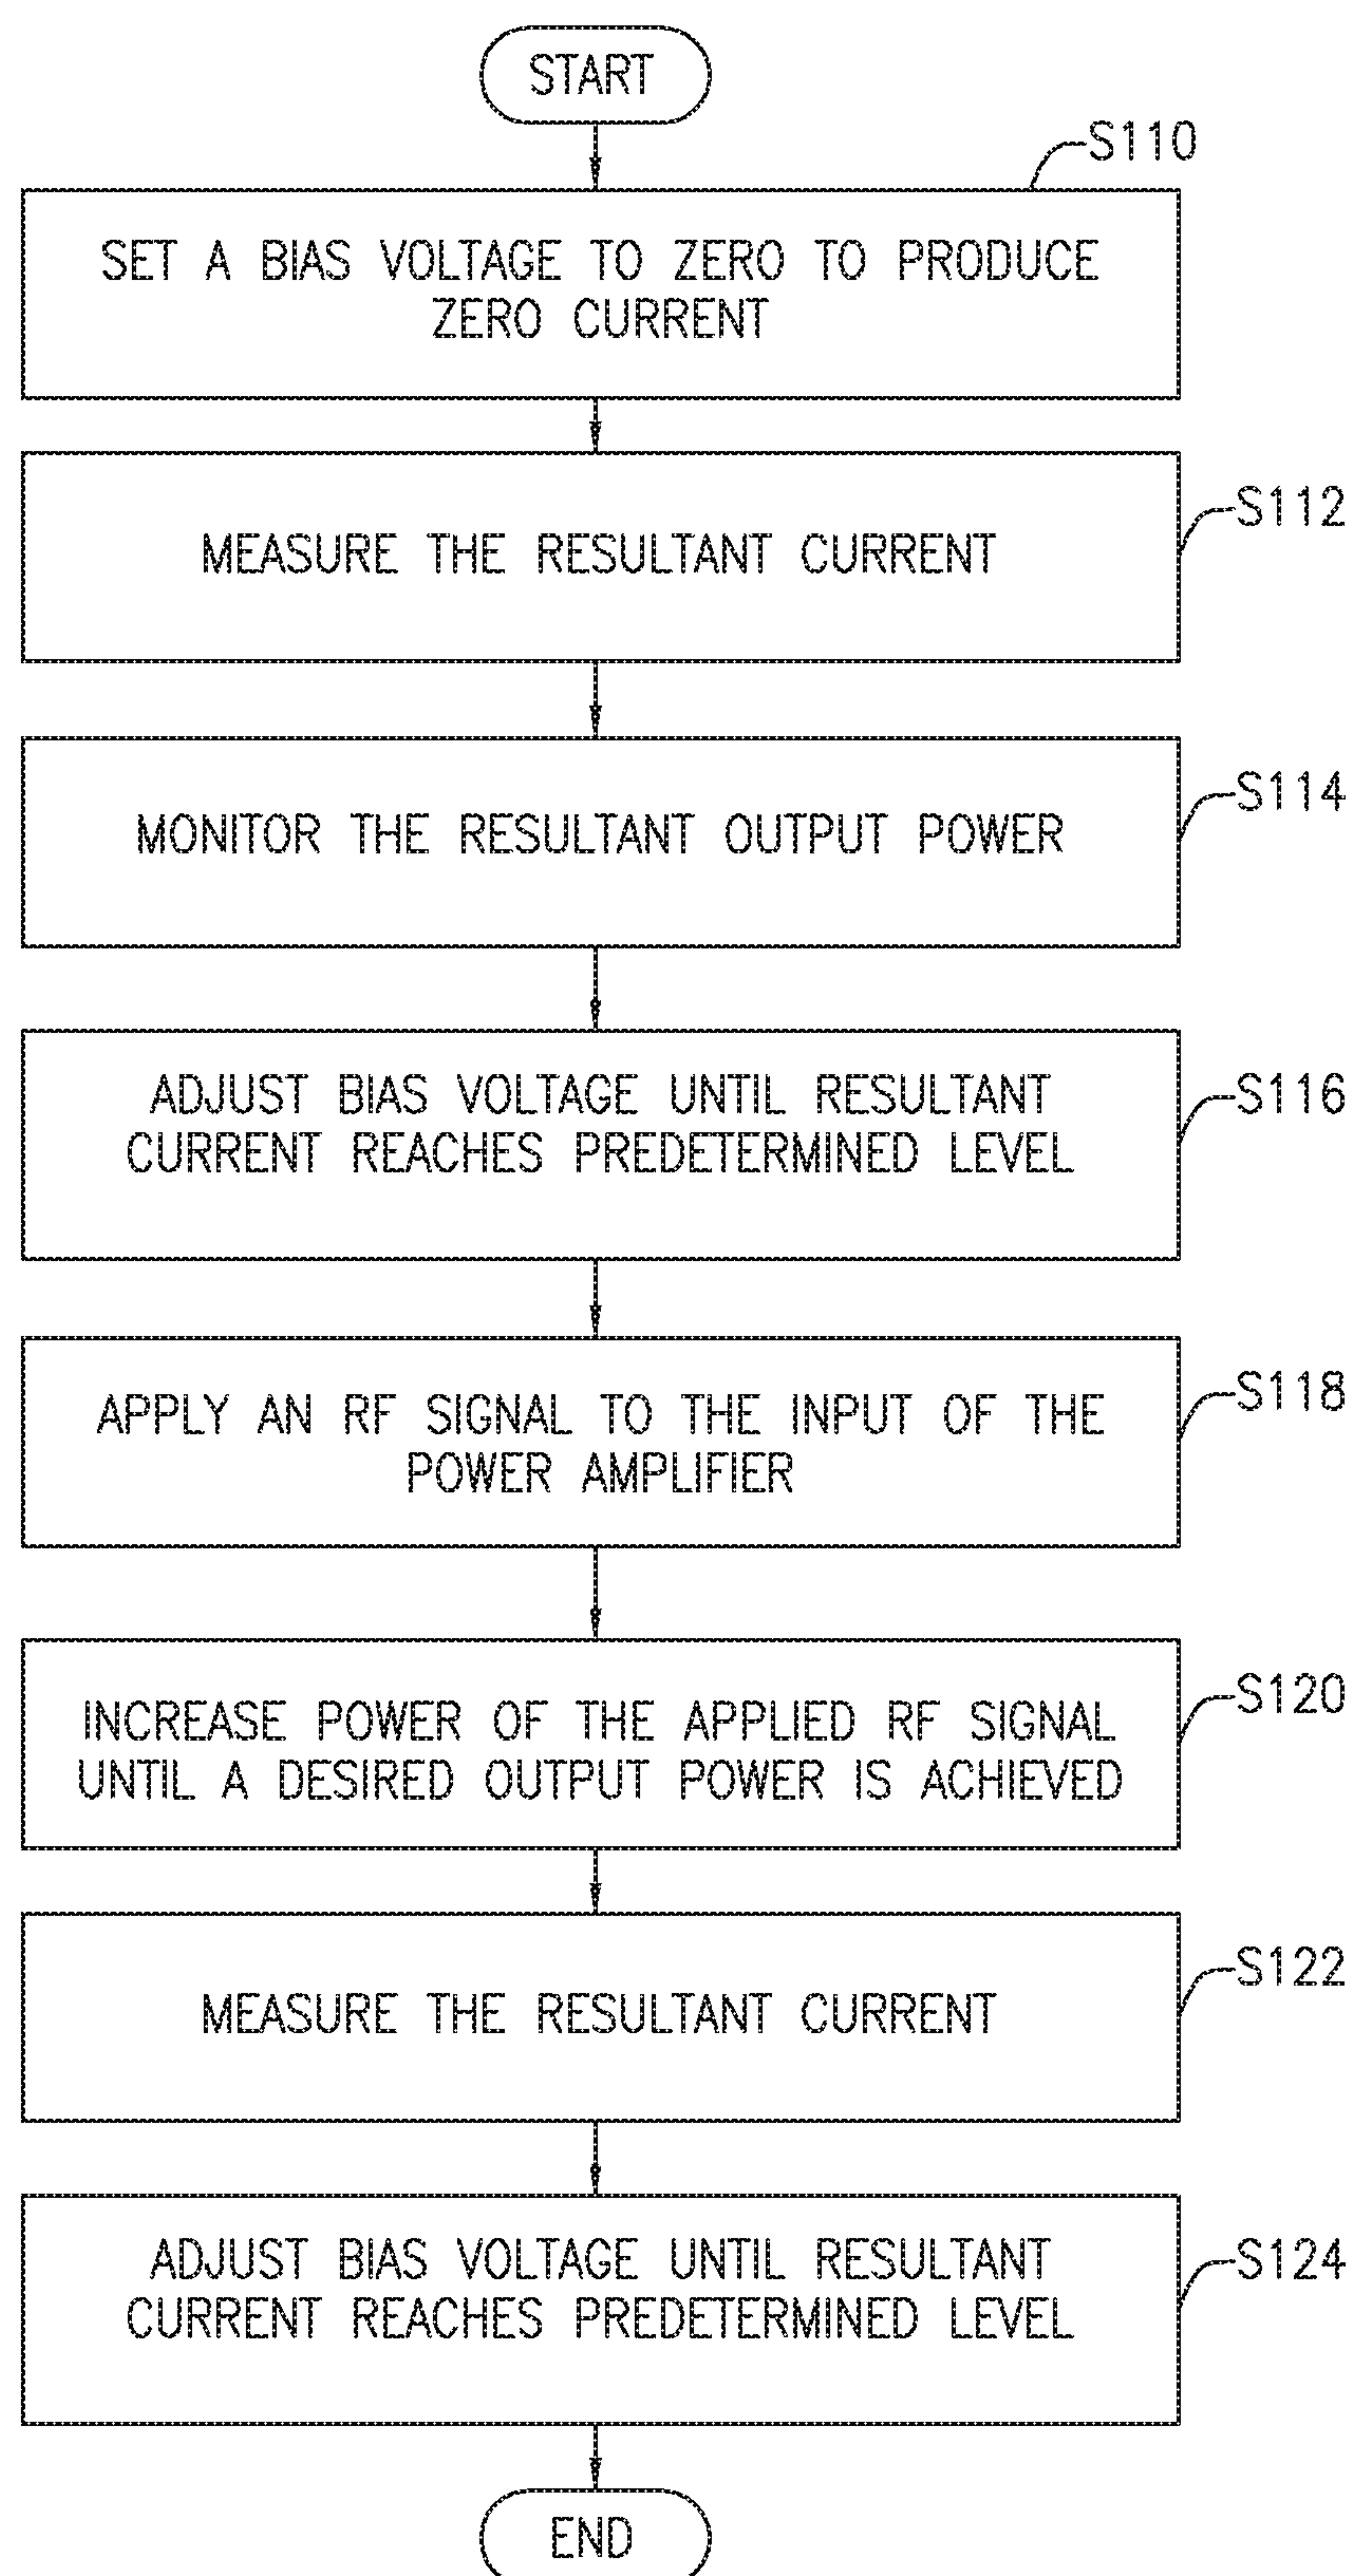 START
S110
SET A BIAS VOLTAGE TO ZERO TO PRODUCE
ZERO CURRENT
S112
MEASURE THE RESULTANT CURRENT
S114
MONITOR THE RESULTANT OUTPUT POWER
S116
ADJUST BIAS VOLTAGE UNTIL RESULTANT
CURRENT REACHES PREDETERMINED LEVEL
S118
APPLY AN RF SIGNAL TO THE INPUT OF THE
POWER AMPLIFIER
S120
INCREASE POWER OF THE APPLIED RF SIGNAL
UNTIL A DESIRED OUTPUT POWER IS ACHIEVED
S122
MEASURE THE RESULTANT CURRENT
S124
ADJUST BIAS VOLTAGE UNTIL RESULTANT
CURRENT REACHES PREDETERMINED LEVEL
END